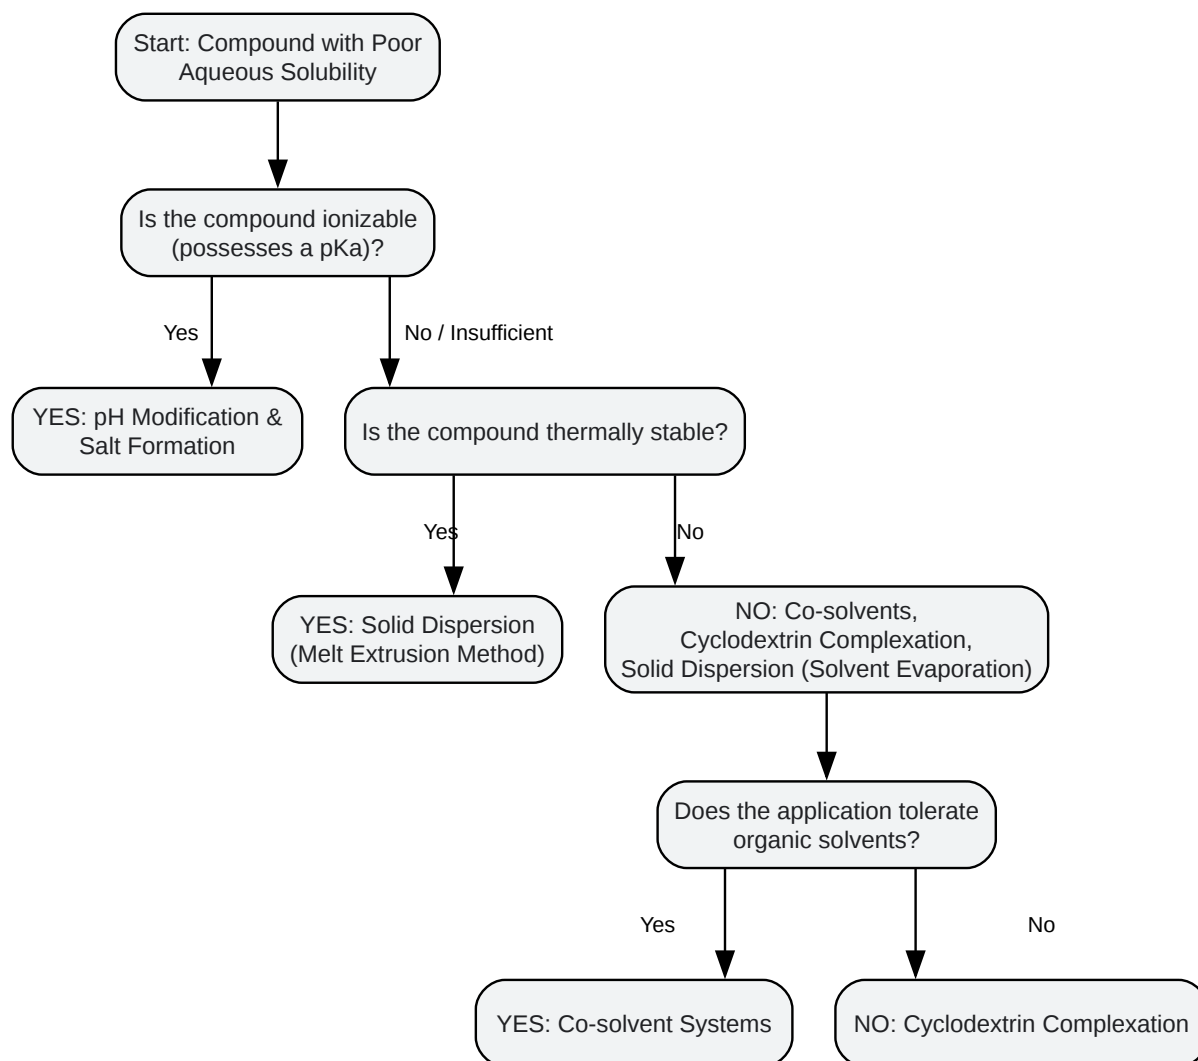 Start: Compound with Poor
Aqueous Solubility
Is the compound ionizable
(possesses a pKa)?
Yes
No / Insufficient
YES: pH Modification &
Salt Formation
Is the compound thermally stable?
Yes
No
YES: Solid Dispersion
(Melt Extrusion Method)
NO: Co-solvents,
Cyclodextrin Complexation,
Solid Dispersion (Solvent Evaporation)
Does the application tolerate
organic solvents?
Yes
No
YES: Co-solvent Systems
NO: Cyclodextrin Complexation